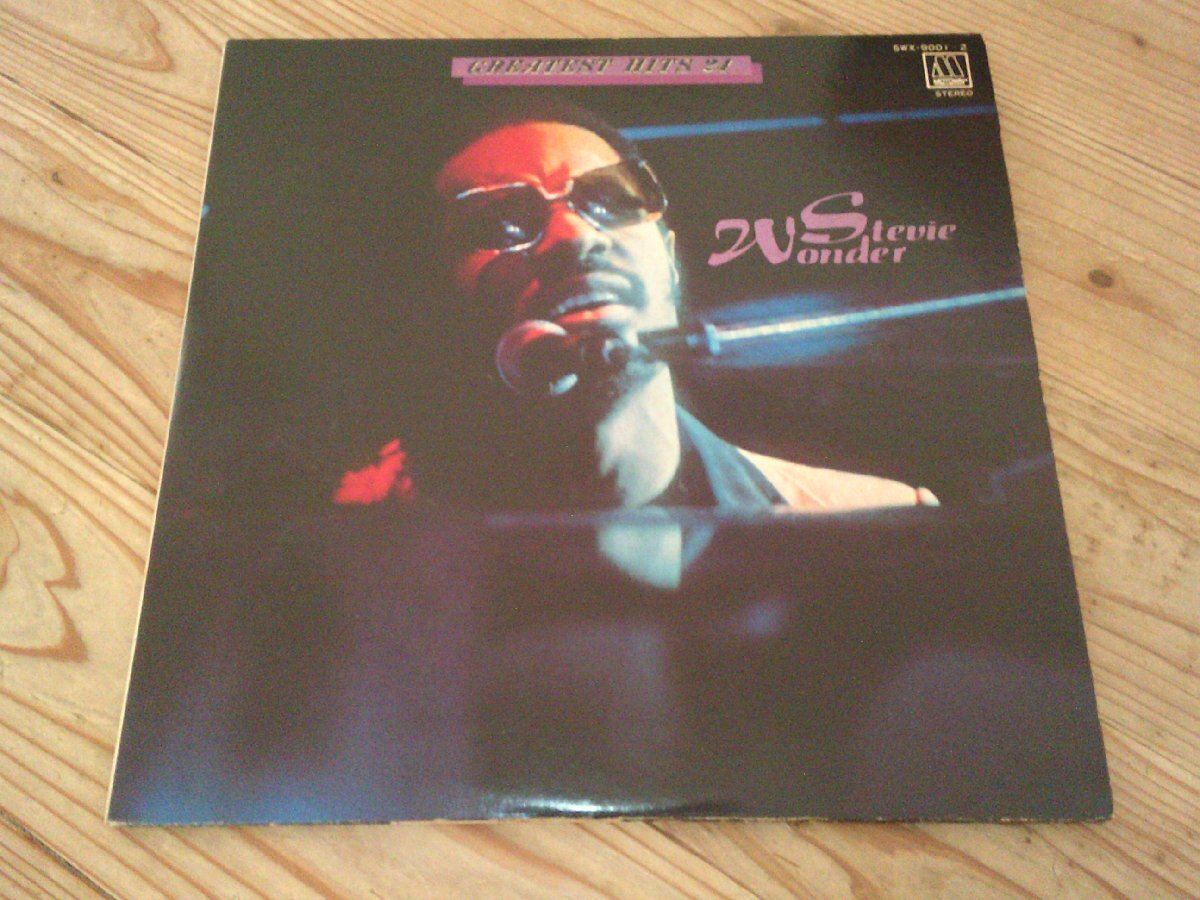 GREATEST HITS 21
SWX-9001 2
M
STEREO
Stevie
Wonder